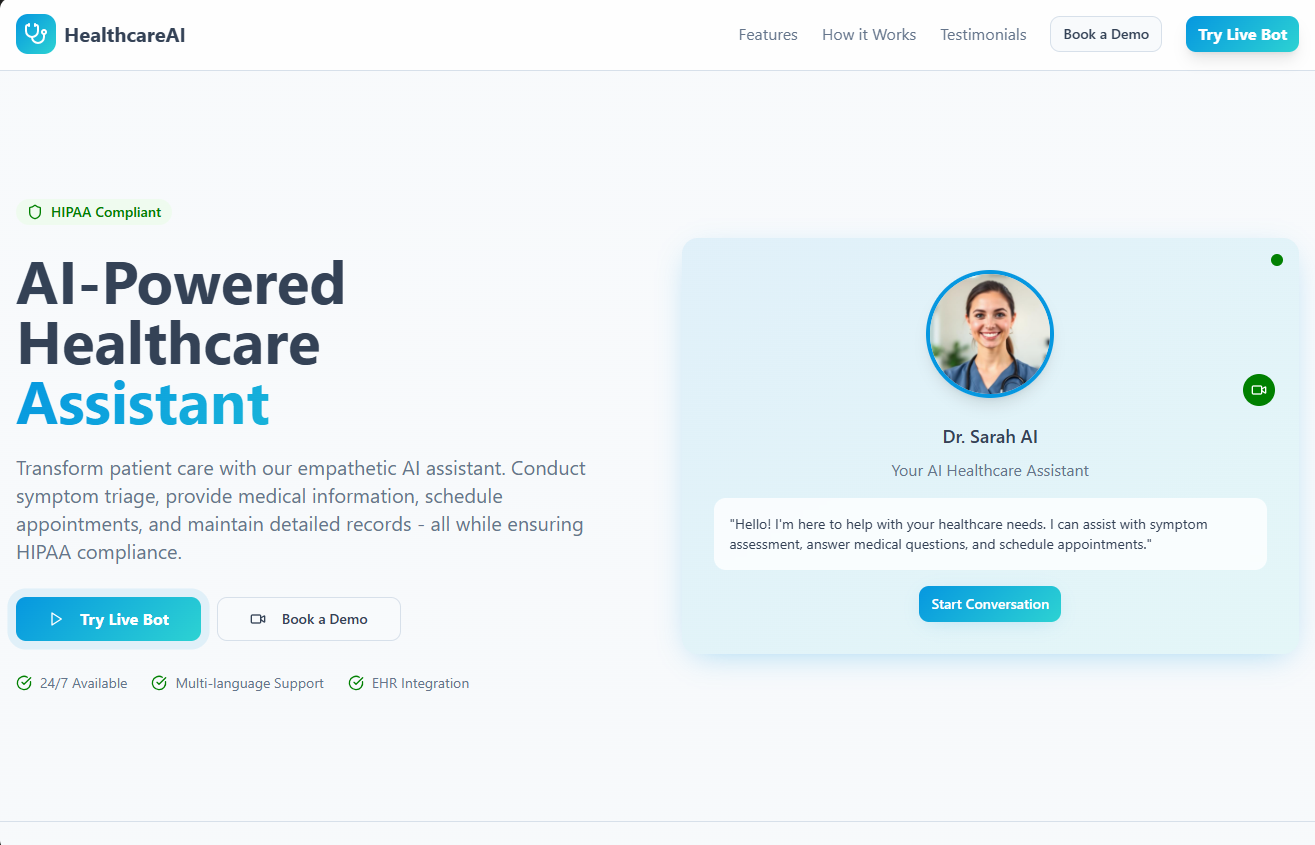 HealthcareAI
Features
How it Works
Testimonials
Book a Demo
Try Live Bot
HIPAA Compliant
AI-Powered
Healthcare
Assistant
Transform patient care with our empathetic AI assistant. Conduct
symptom triage, provide medical information, schedule
appointments, and maintain detailed records - all while ensuring
HIPAA compliance.
Try Live Bot
Book a Demo
24/7 Available
Multi-language Support
EHR Integration
Dr. Sarah AI
Your AI Healthcare Assistant
"Hello! I'm here to help with your healthcare needs. I can assist with symptom
assessment, answer medical questions, and schedule appointments."
Start Conversation